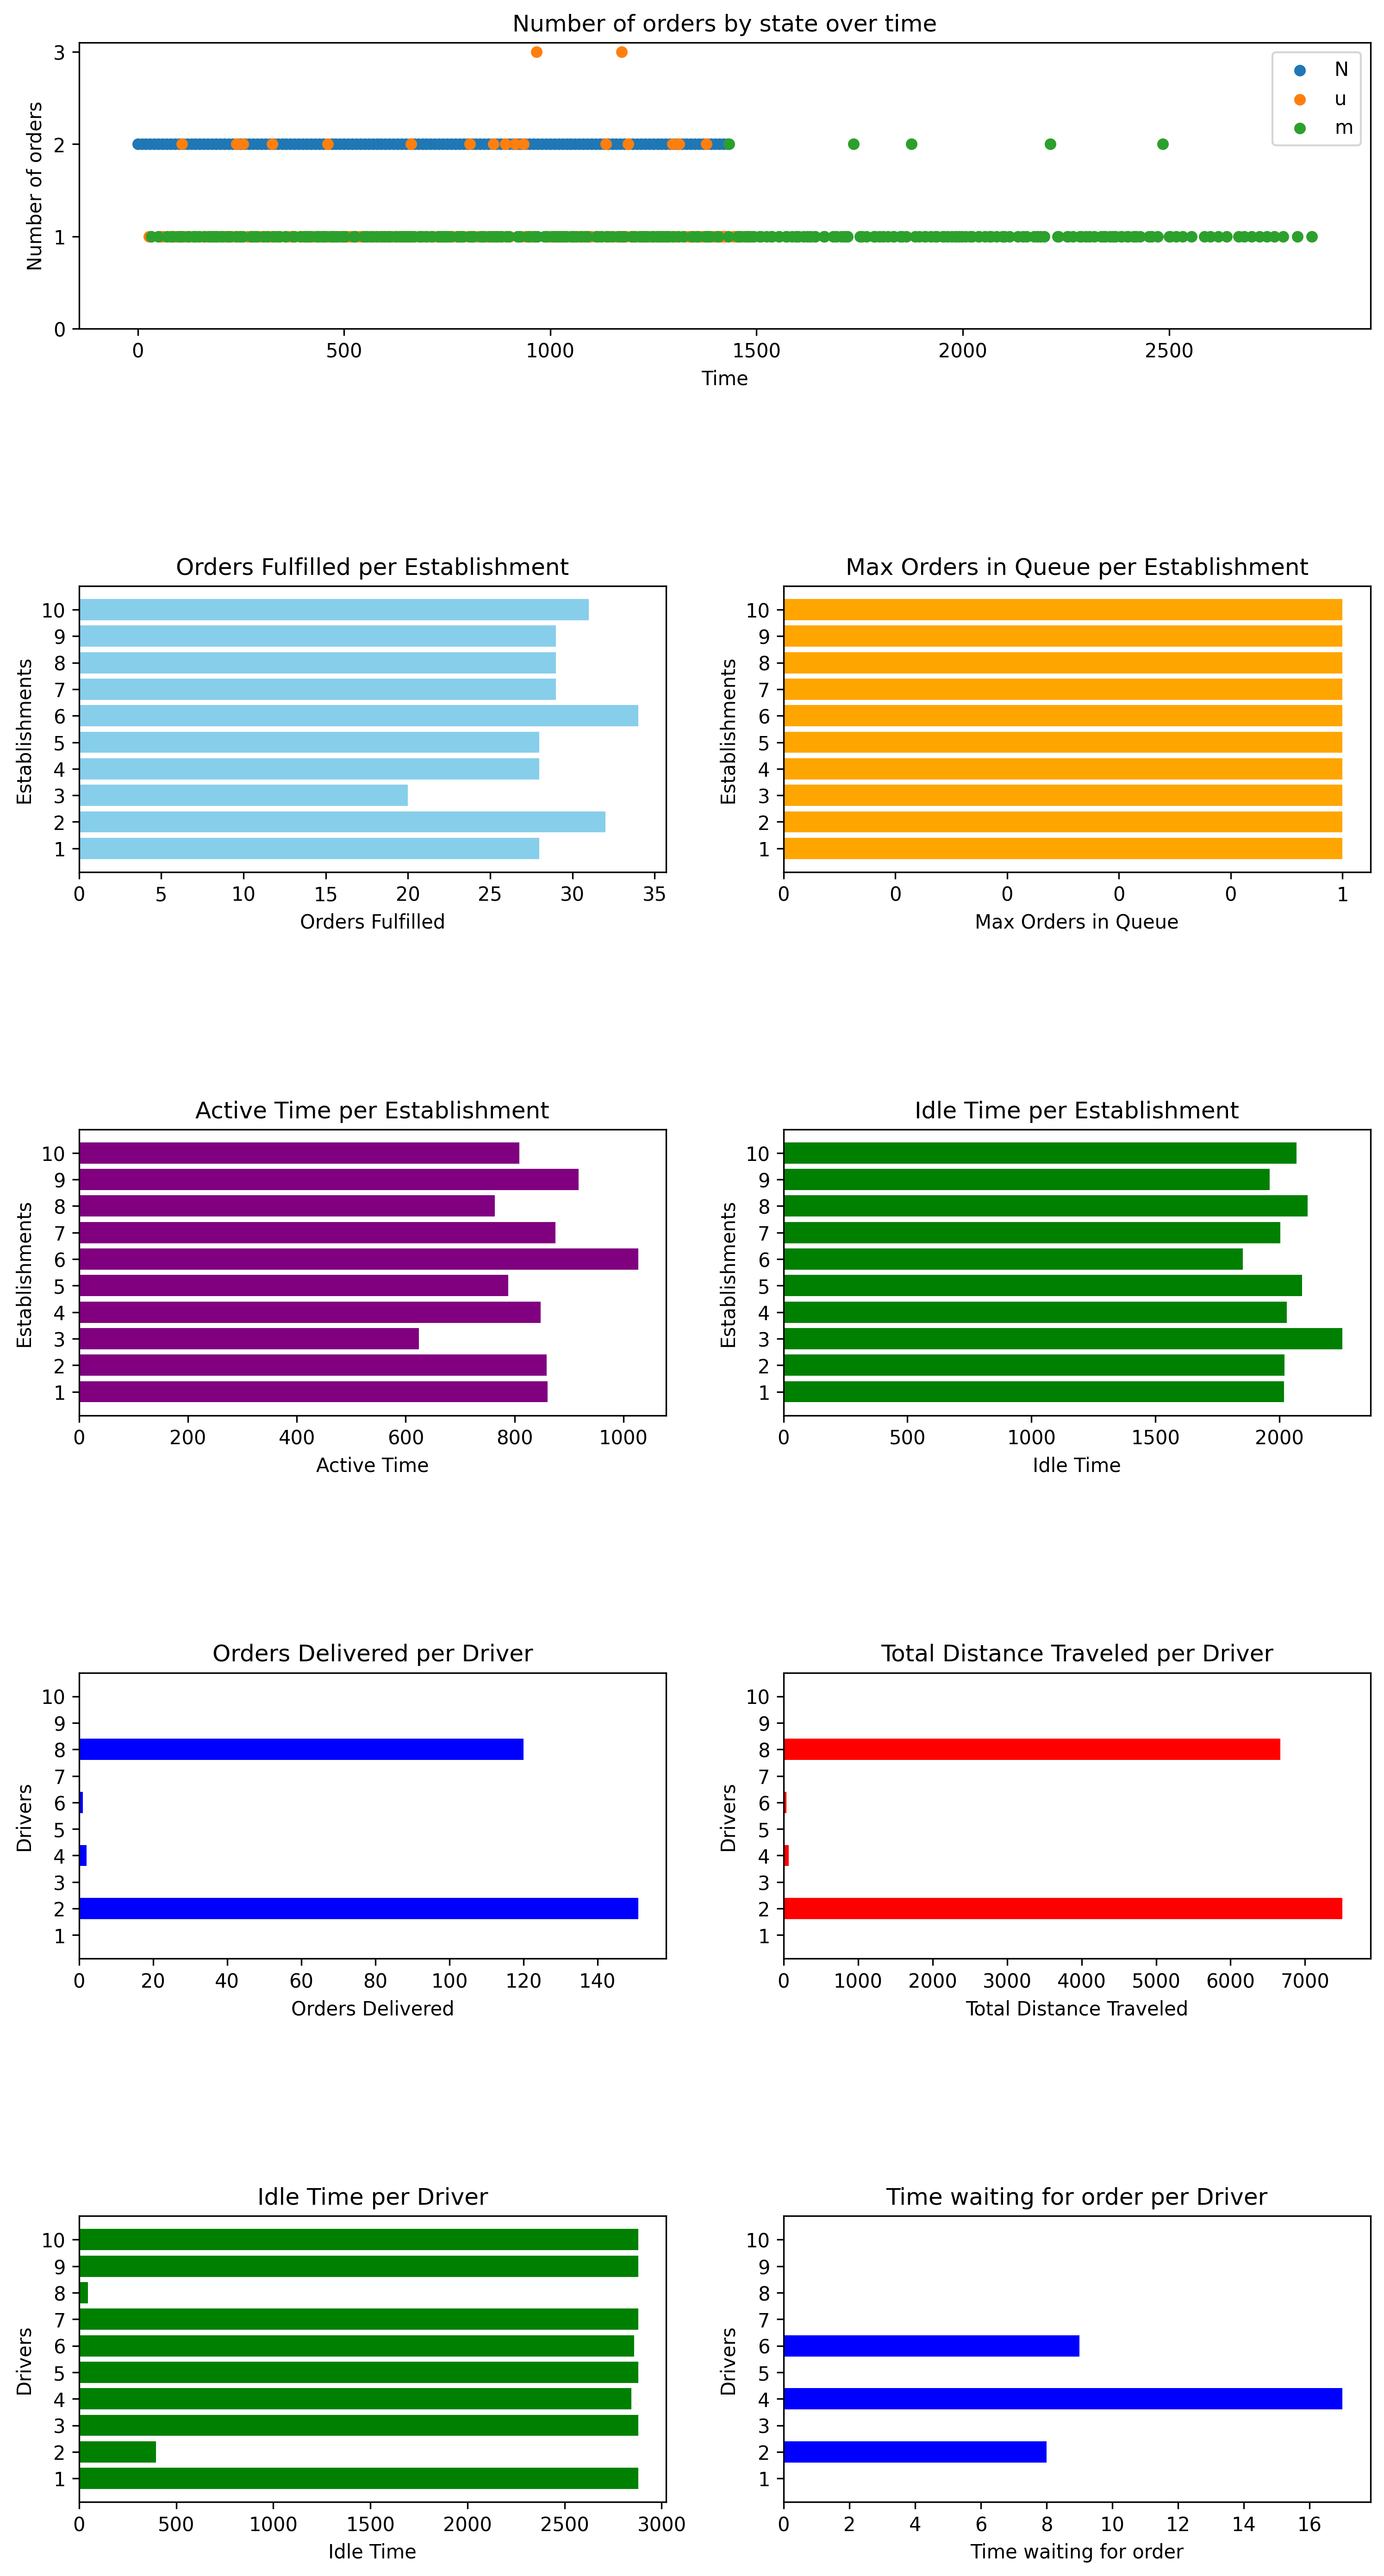 Number of orders by state over time
Number of orders
3
2
1
0
N
u
m
0 500 1000 1500 2000 2500
Time
Orders Fulfilled per Establishment
Establishments
10
9
8
7
6
5
4
3
2
1
0 5 10 15 20 25 30 35
Orders Fulfilled
Max Orders in Queue per Establishment
Establishments
10
9
8
7
6
5
4
3
2
1
0 0 0 0 0 1
Max Orders in Queue
Active Time per Establishment
Establishments
10
9
8
7
6
5
4
3
2
1
0 200 400 600 800 1000
Active Time
Idle Time per Establishment
Establishments
10
9
8
7
6
5
4
3
2
1
0 500 1000 1500 2000
Idle Time
Orders Delivered per Driver
Drivers
10
9
8
7
6
5
4
3
2
1
0 20 40 60 80 100 120 140
Orders Delivered
Total Distance Traveled per Driver
Drivers
10
9
8
7
6
5
4
3
2
1
0 1000 2000 3000 4000 5000 6000 7000
Total Distance Traveled
Idle Time per Driver
Drivers
10
9
8
7
6
5
4
3
2
1
0 500 1000 1500 2000 2500 3000
Idle Time
Time waiting for order per Driver
Drivers
10
9
8
7
6
5
4
3
2
1
0 2 4 6 8 10 12 14 16
Time waiting for order